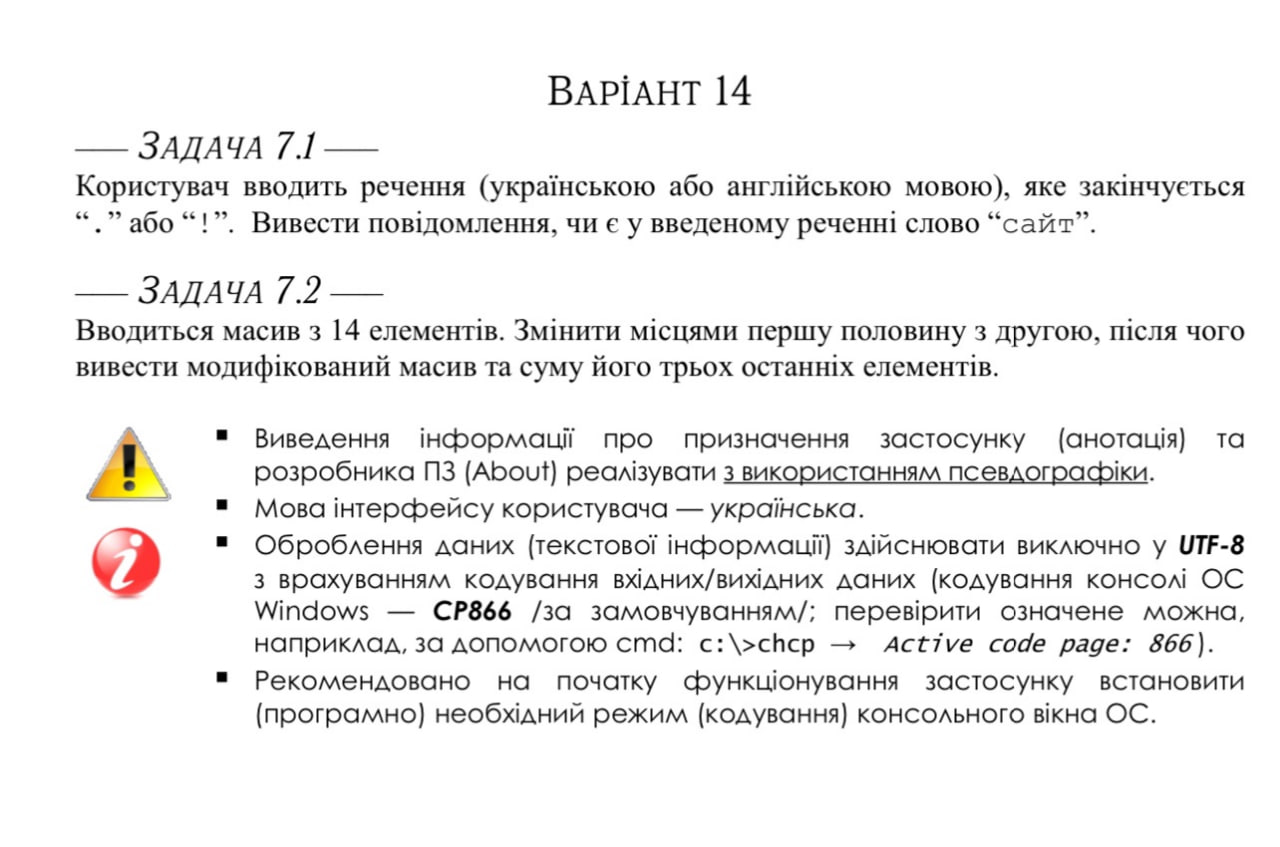 ВАРІАНТ 14
—— ЗАДАЧА 7.1 ——
Користувач вводить речення (українською або англійською мовою), яке закінчується
“.” або “!”. Вивести повідомлення, чи є у введеному реченні слово “сайт”.
—— ЗАДАЧА 7.2 ——
Вводиться масив з 14 елементів. Змінити місцями першу половину з другою, після чого
вивести модифікований масив та суму його трьох останніх елементів.
▪ Виведення інформації про призначення застосунку (анотація) та
розробника ПЗ (About) реалізувати з використанням псевдографіки.
▪ Мова інтерфейсу користувача — українська.
▪ Оброблення даних (текстової інформації) здійснювати виключно у UTF-8
з врахуванням кодування вхідних/вихідних даних (кодування консолі ОС
Windows — CP866 /за замовчуванням/; перевірити означене можна,
наприклад, за допомогою cmd: c:\>chcp → Active code page: 866).
▪ Рекомендовано на початку функціонування застосунку встановити
(програмно) необхідний режим (кодування) консольного вікна ОС.